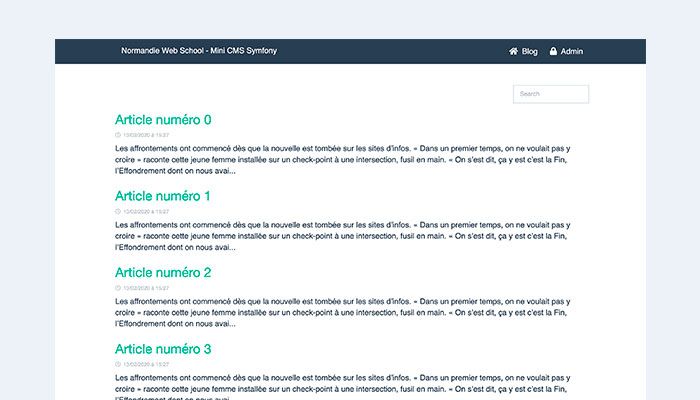 Normandie Web School - Mini CMS Symfony Blog Admin
Search
Article numéro 0
13/03/2020 à 15:27
Les affrontements ont commencé dès que la nouvelle est tombée sur les sites d'infos. « Dans un premier temps, on ne voulait pas y
croire » raconte cette jeune femme installée sur un check-point à une intersection, fusil en main. « On s'est dit, ça y est c'est la Fin,
l'Effondrement dont on nous avai...
Article numéro 1
13/02/2020 à 15:27
Les affrontements ont commencé dès que la nouvelle est tombée sur les sites d'infos. « Dans un premier temps, on ne voulait pas y
croire » raconte cette jeune femme installée sur un check-point à une intersection, fusil en main. « On s'est dit, ça y est c'est la Fin,
l'Effondrement dont on nous avai...
Article numéro 2
13/02/2020 à 15:27
Les affrontements ont commencé dès que la nouvelle est tombée sur les sites d'infos. « Dans un premier temps, on ne voulait pas y
croire » raconte cette jeune femme installée sur un check-point à une intersection, fusil en main. « On s'est dit, ça y est c'est la Fin,
l'Effondrement dont on nous avai...
Article numéro 3
13/02/2020 à 15:27
Les affrontements ont commencé dès que la nouvelle est tombée sur les sites d'infos. « Dans un premier temps, on ne voulait pas y
croire » raconte cette jeune femme installée sur un check-point à une intersection, fusil en main. « On s'est dit, ça y est c'est la Fin,